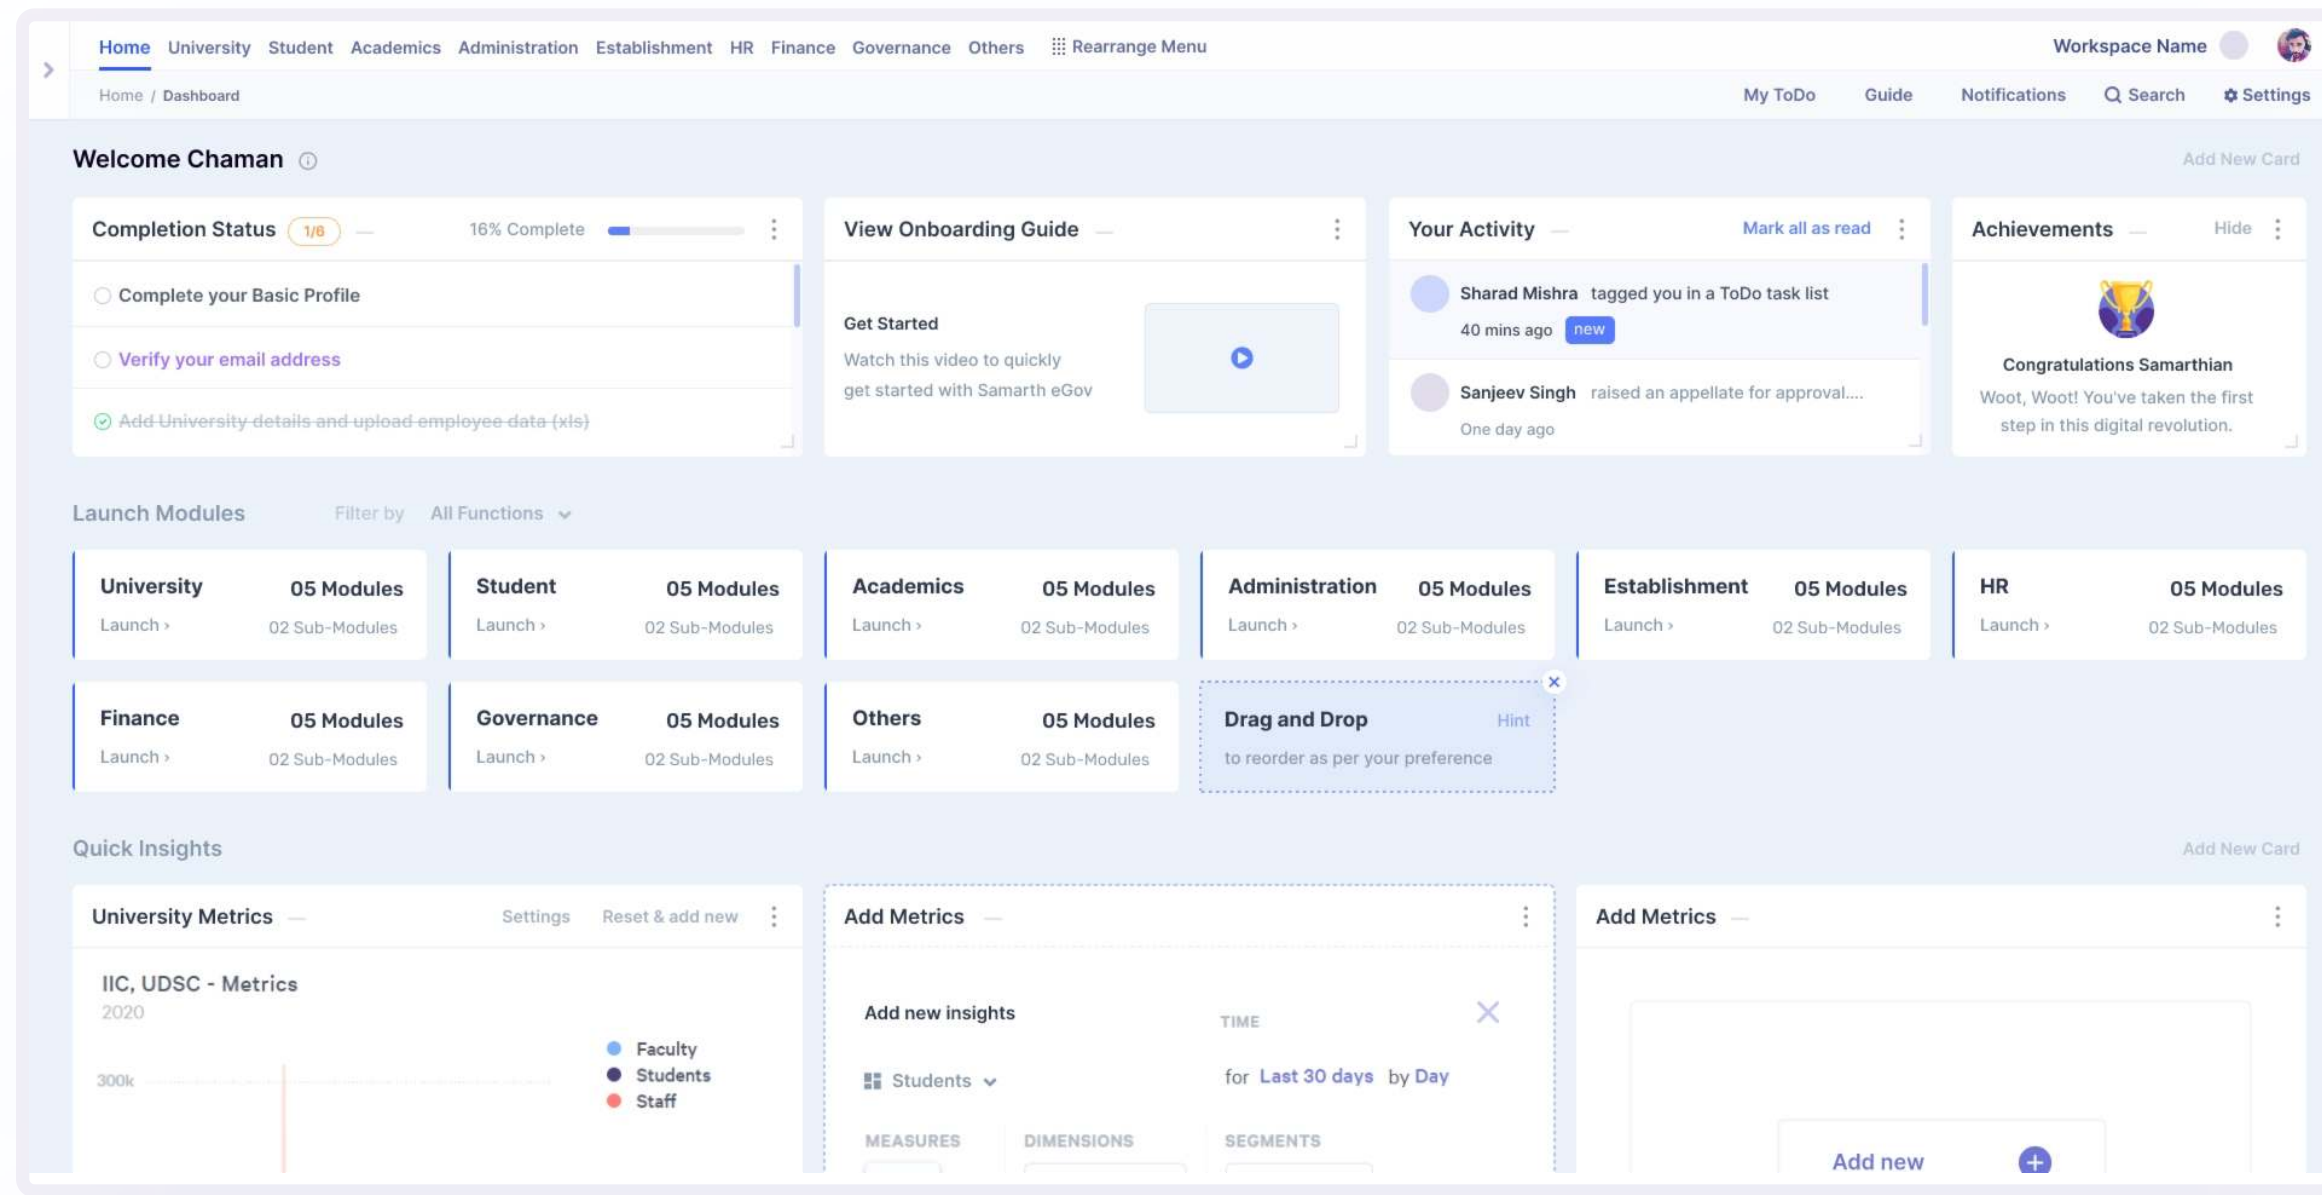 Home University Student Academics Administration Establishment HR Finance Governance Others Rearrange Menu Workspace Name
Home / Dashboard My ToDo Guide Notifications Search Settings
Welcome Chaman Add New Card
Completion Status 1/6 16% Complete
Complete your Basic Profile
Verify your email address
Add University details and upload employee data (xls)
View Onboarding Guide
Get Started
Watch this video to quickly
get started with Samarth eGov
Your Activity Mark all as read
Sharad Mishra tagged you in a ToDo task list
40 mins ago new
Sanjeev Singh raised an appellate for approval....
One day ago
Achievements Hide
Congratulations Samarthian
Woot, Woot! You've taken the first
step in this digital revolution.
Launch Modules Filter by All Functions
University 05 Modules
Launch › 02 Sub-Modules
Student 05 Modules
Launch › 02 Sub-Modules
Academics 05 Modules
Launch › 02 Sub-Modules
Administration 05 Modules
Launch › 02 Sub-Modules
Establishment 05 Modules
Launch › 02 Sub-Modules
HR 05 Modules
Launch › 02 Sub-Modules
Finance 05 Modules
Launch › 02 Sub-Modules
Governance 05 Modules
Launch › 02 Sub-Modules
Others 05 Modules
Launch › 02 Sub-Modules
Drag and Drop Hint
to reorder as per your preference
Quick Insights Add New Card
University Metrics Settings Reset & add new
IIC, UDSC - Metrics
2020
300k
Faculty
Students
Staff
Add Metrics
Add new insights TIME
Students for Last 30 days by Day
MEASURES DIMENSIONS SEGMENTS
Add Metrics
Add new